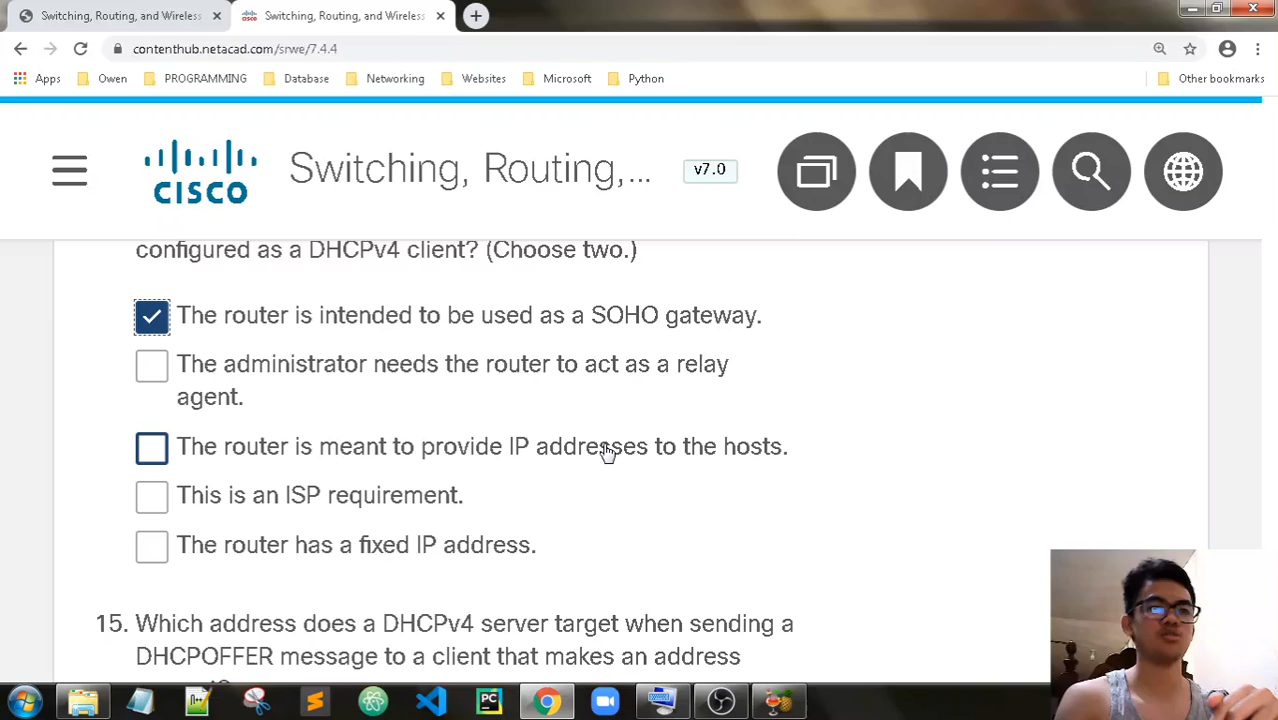 Switching, Routing, and Wireless
Switching, Routing, and Wireless
contenthub.netacad.com/srwe/7.4.4
Apps Owen PROGRAMMING Database Networking Websites Microsoft Python Other bookmarks
CISCO
Switching, Routing,... v7.0
configured as a DHCPv4 client? (Choose two.)
The router is intended to be used as a SOHO gateway.
The administrator needs the router to act as a relay
agent.
The router is meant to provide IP addresses to the hosts.
This is an ISP requirement.
The router has a fixed IP address.
15. Which address does a DHCPv4 server target when sending a
DHCPOFFER message to a client that makes an address
PC